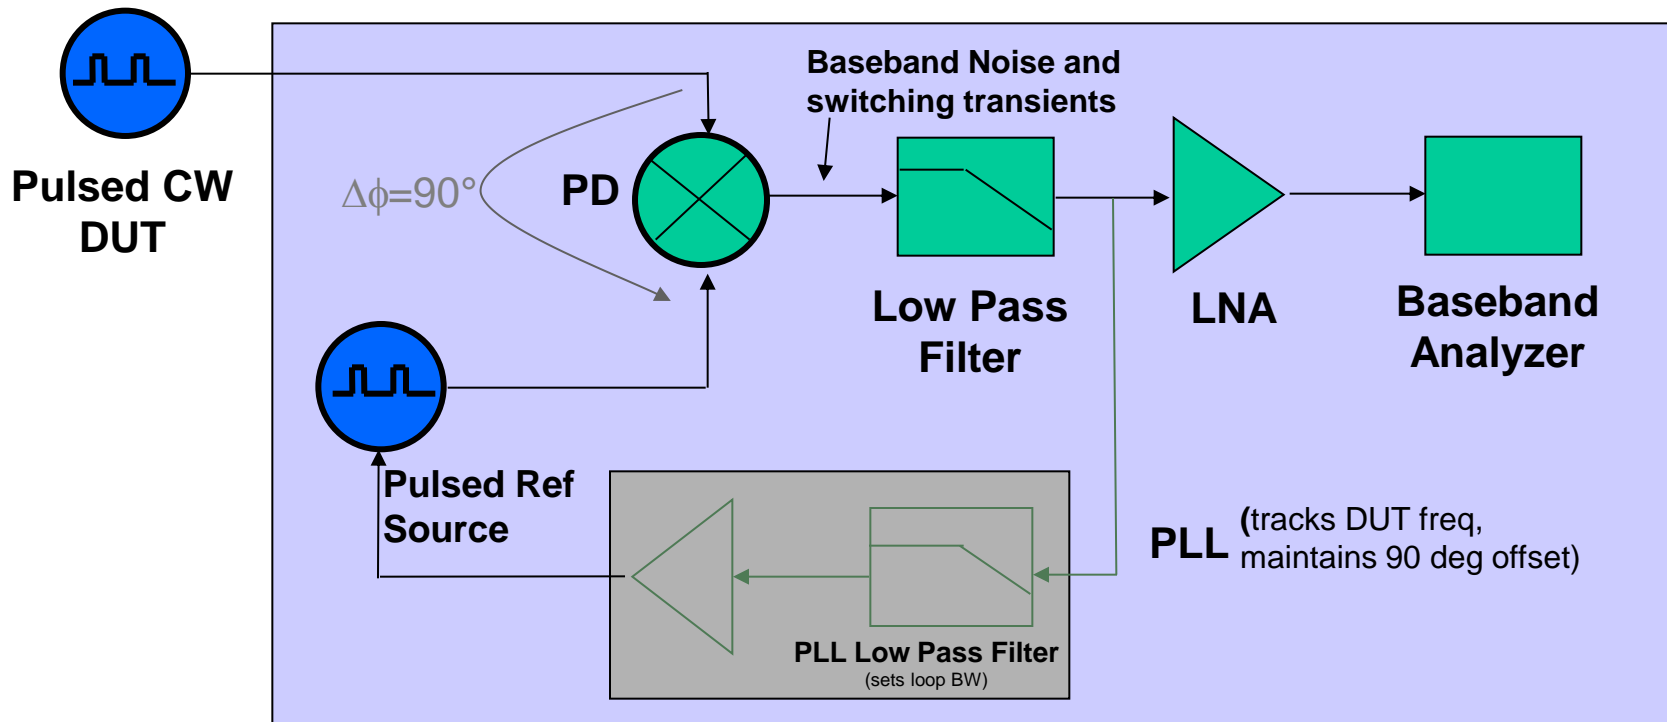 Baseband Noise and
switching transients
Pulsed CW
DUT
Δϕ=90°
PD
Low Pass
Filter
LNA
Baseband
Analyzer
Pulsed Ref
Source
PLL
(tracks DUT freq,
maintains 90 deg offset)
PLL Low Pass Filter
(sets loop BW)